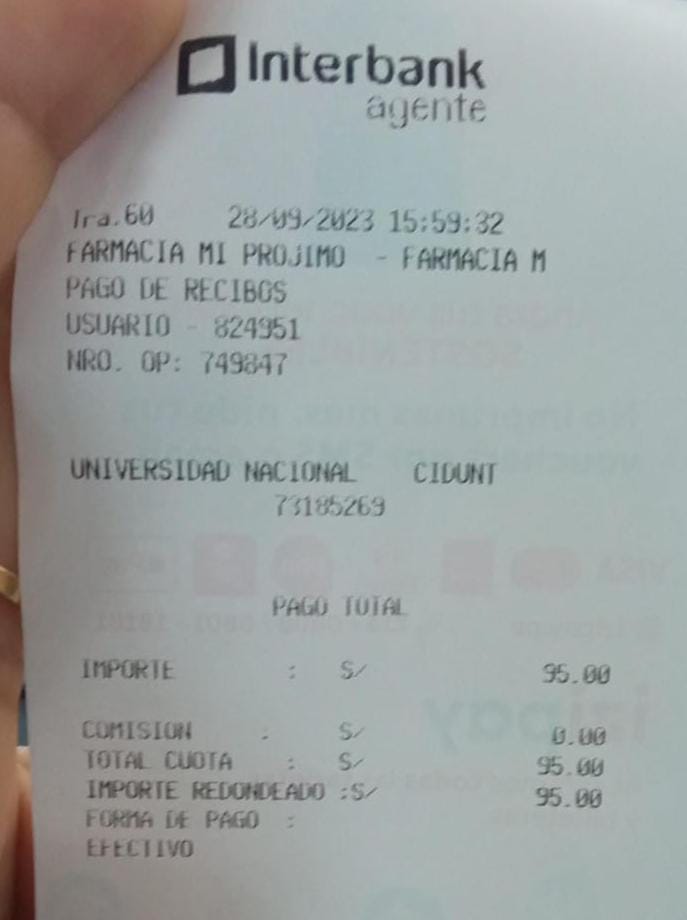 Interbank
agente
Tra.60 28/09/2023 15:59:32
FARMACIA MI PROJIMO - FARMACIA M
PAGO DE RECIBOS
USUARIO - 824951
NRO. OP: 749847
UNIVERSIDAD NACIONAL CIDUNT
73185269
PAGO TOTAL
IMPORTE : S/ 95.00
COMISION : S/ 0.00
TOTAL CUOTA : S/ 95.00
IMPORTE REDONDEADO :S/ 95.00
FORMA DE PAGO :
EFECTIVO